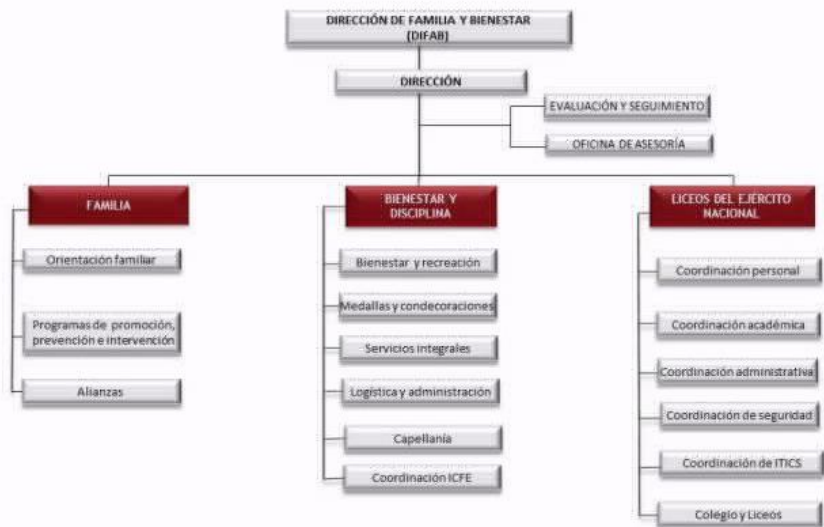 DIRECCIÓN DE FAMILIA Y BIENESTAR
(DIFAB)
DIRECCIÓN
EVALUACIÓN Y SEGUIMIENTO
OFICINA DE ASESORÍA
FAMILIA
Orientación familiar
Programas de promoción,
prevención e intervención
Alianzas
BIENESTAR Y
DISCIPLINA
Bienestar y recreación
Medallas y condecoraciones
Servicios integrales
Logística y administración
Capellanía
Coordinación ICFE
LICEOS DEL EJÉRCITO
NACIONAL
Coordinación personal
Coordinación académica
Coordinación administrativa
Coordinación de seguridad
Coordinación de ITICS
Colegio y Liceos